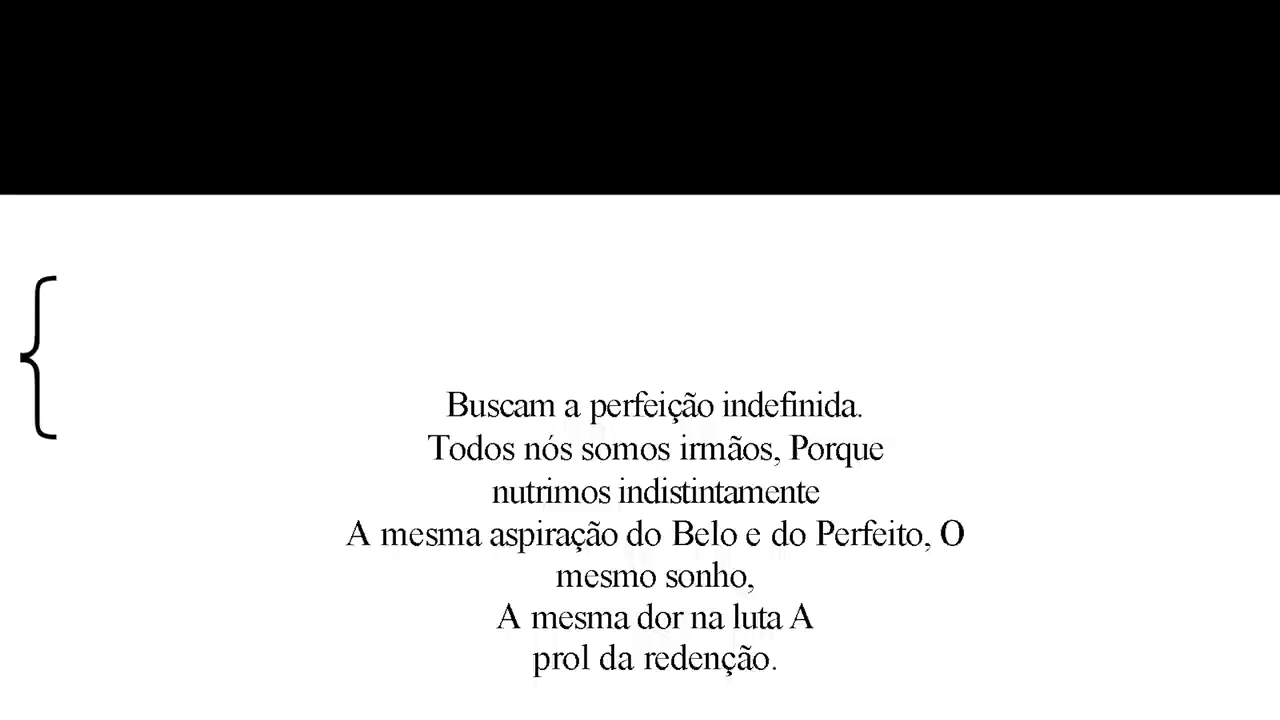 Buscam a perfeição indefinida.
Todos nós somos irmãos, Porque
nutrimos indistintamente
A mesma aspiração do Belo e do Perfeito, O
mesmo sonho,
A mesma dor na luta A
prol da redenção.